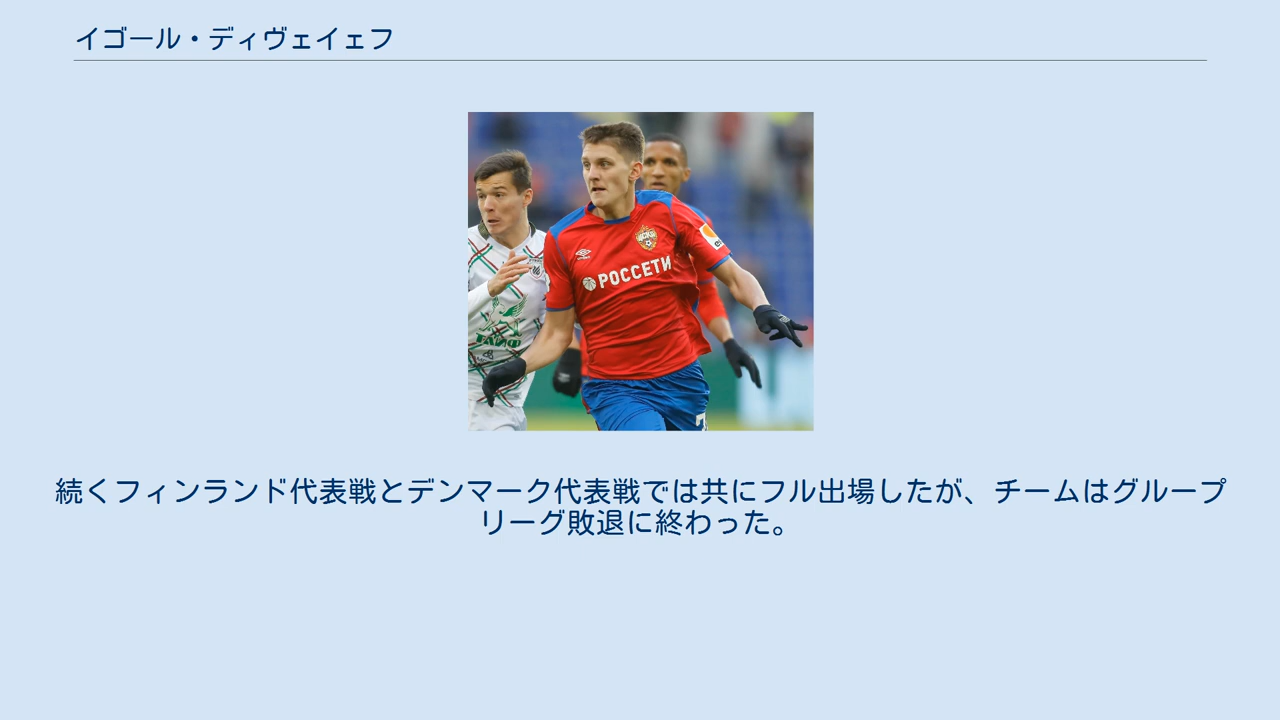 イゴール・ディヴェイェフ
РОССЕТИ
続くフィンランド代表戦とデンマーク代表戦では共にフル出場したが、チームはグループ
リーグ敗退に終わった。